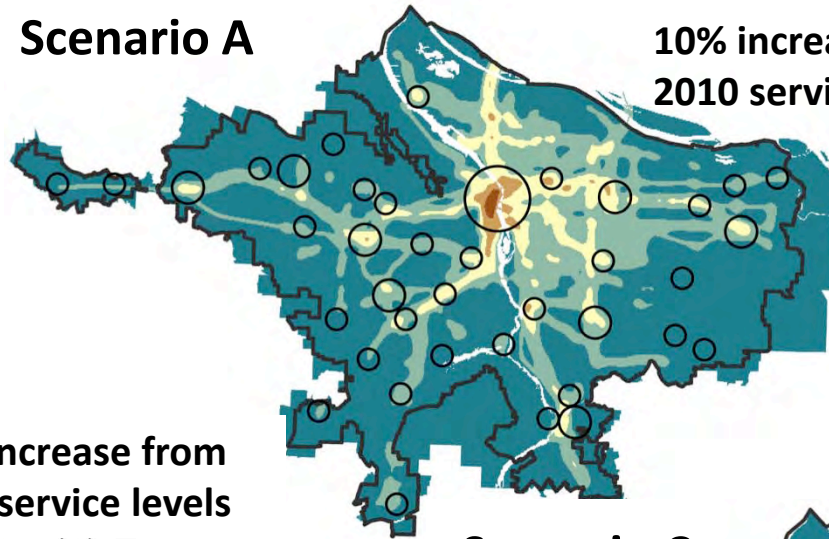 Scenario A
10% increa
2010 servi
ncrease from
service levels